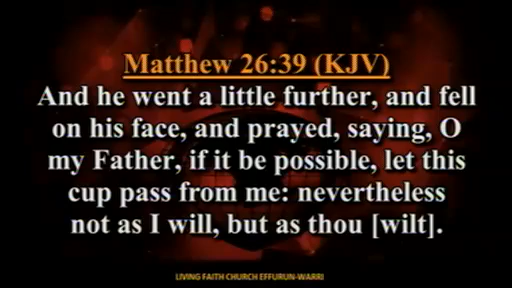 Matthew 26:39 (KJV)
And he went a little further, and fell
on his face, and prayed, saying, O
my Father, if it be possible, let this
cup pass from me: nevertheless
not as I will, but as thou [wilt].
LIVING FAITH CHURCH EFFURUN-WARRI